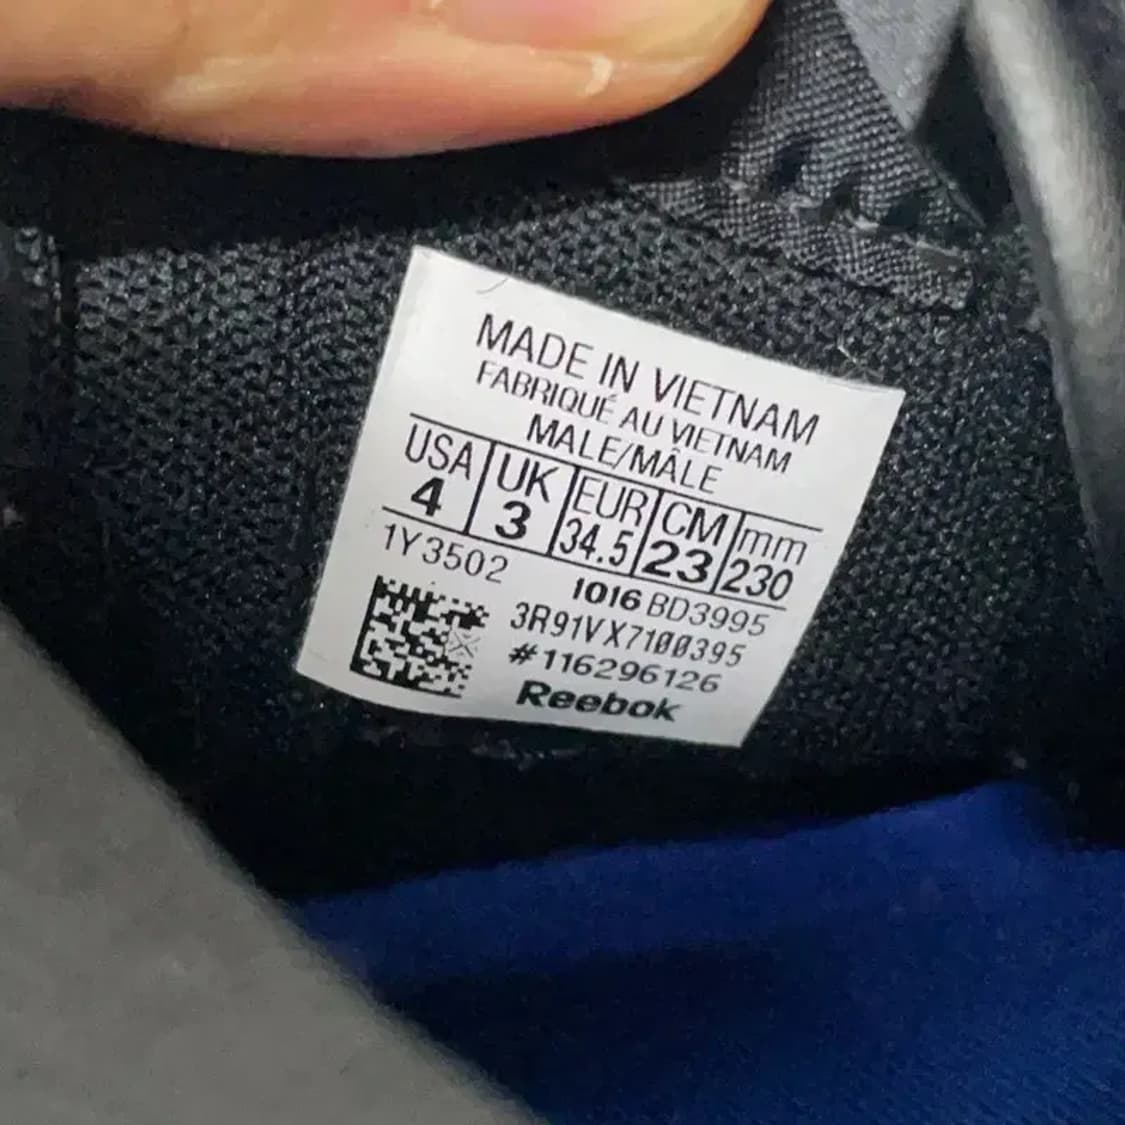 MADE IN VIETNAM
FABRIQUÉ AU VIETNAM
MALE/MÂLE
USA UK EUR CM mm
4 3 34.5 23 230
1Y3502 1016 BD3995
3R91VX7100395
#116296126
Reebok